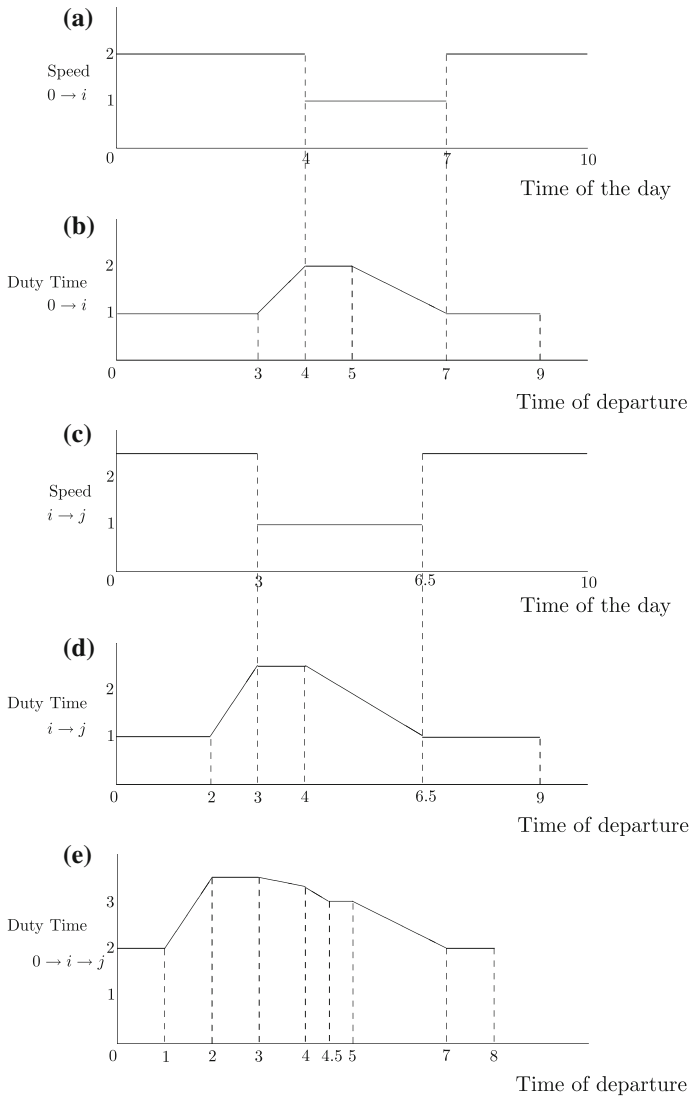 (a)
2
Speed
0 → i
1
0 4 7 10
Time of the day
(b)
2
Duty Time
0 → i
1
0 3 4 5 7 9
Time of departure
(c)
2
Speed
i → j
1
0 3 6.5 10
Time of the day
(d)
2
Duty Time
i → j
1
0 2 3 4 6.5 9
Time of departure
(e)
3
Duty Time
2
0 → i → j
1
0 1 2 3 4 4.5 5 7 8
Time of departure